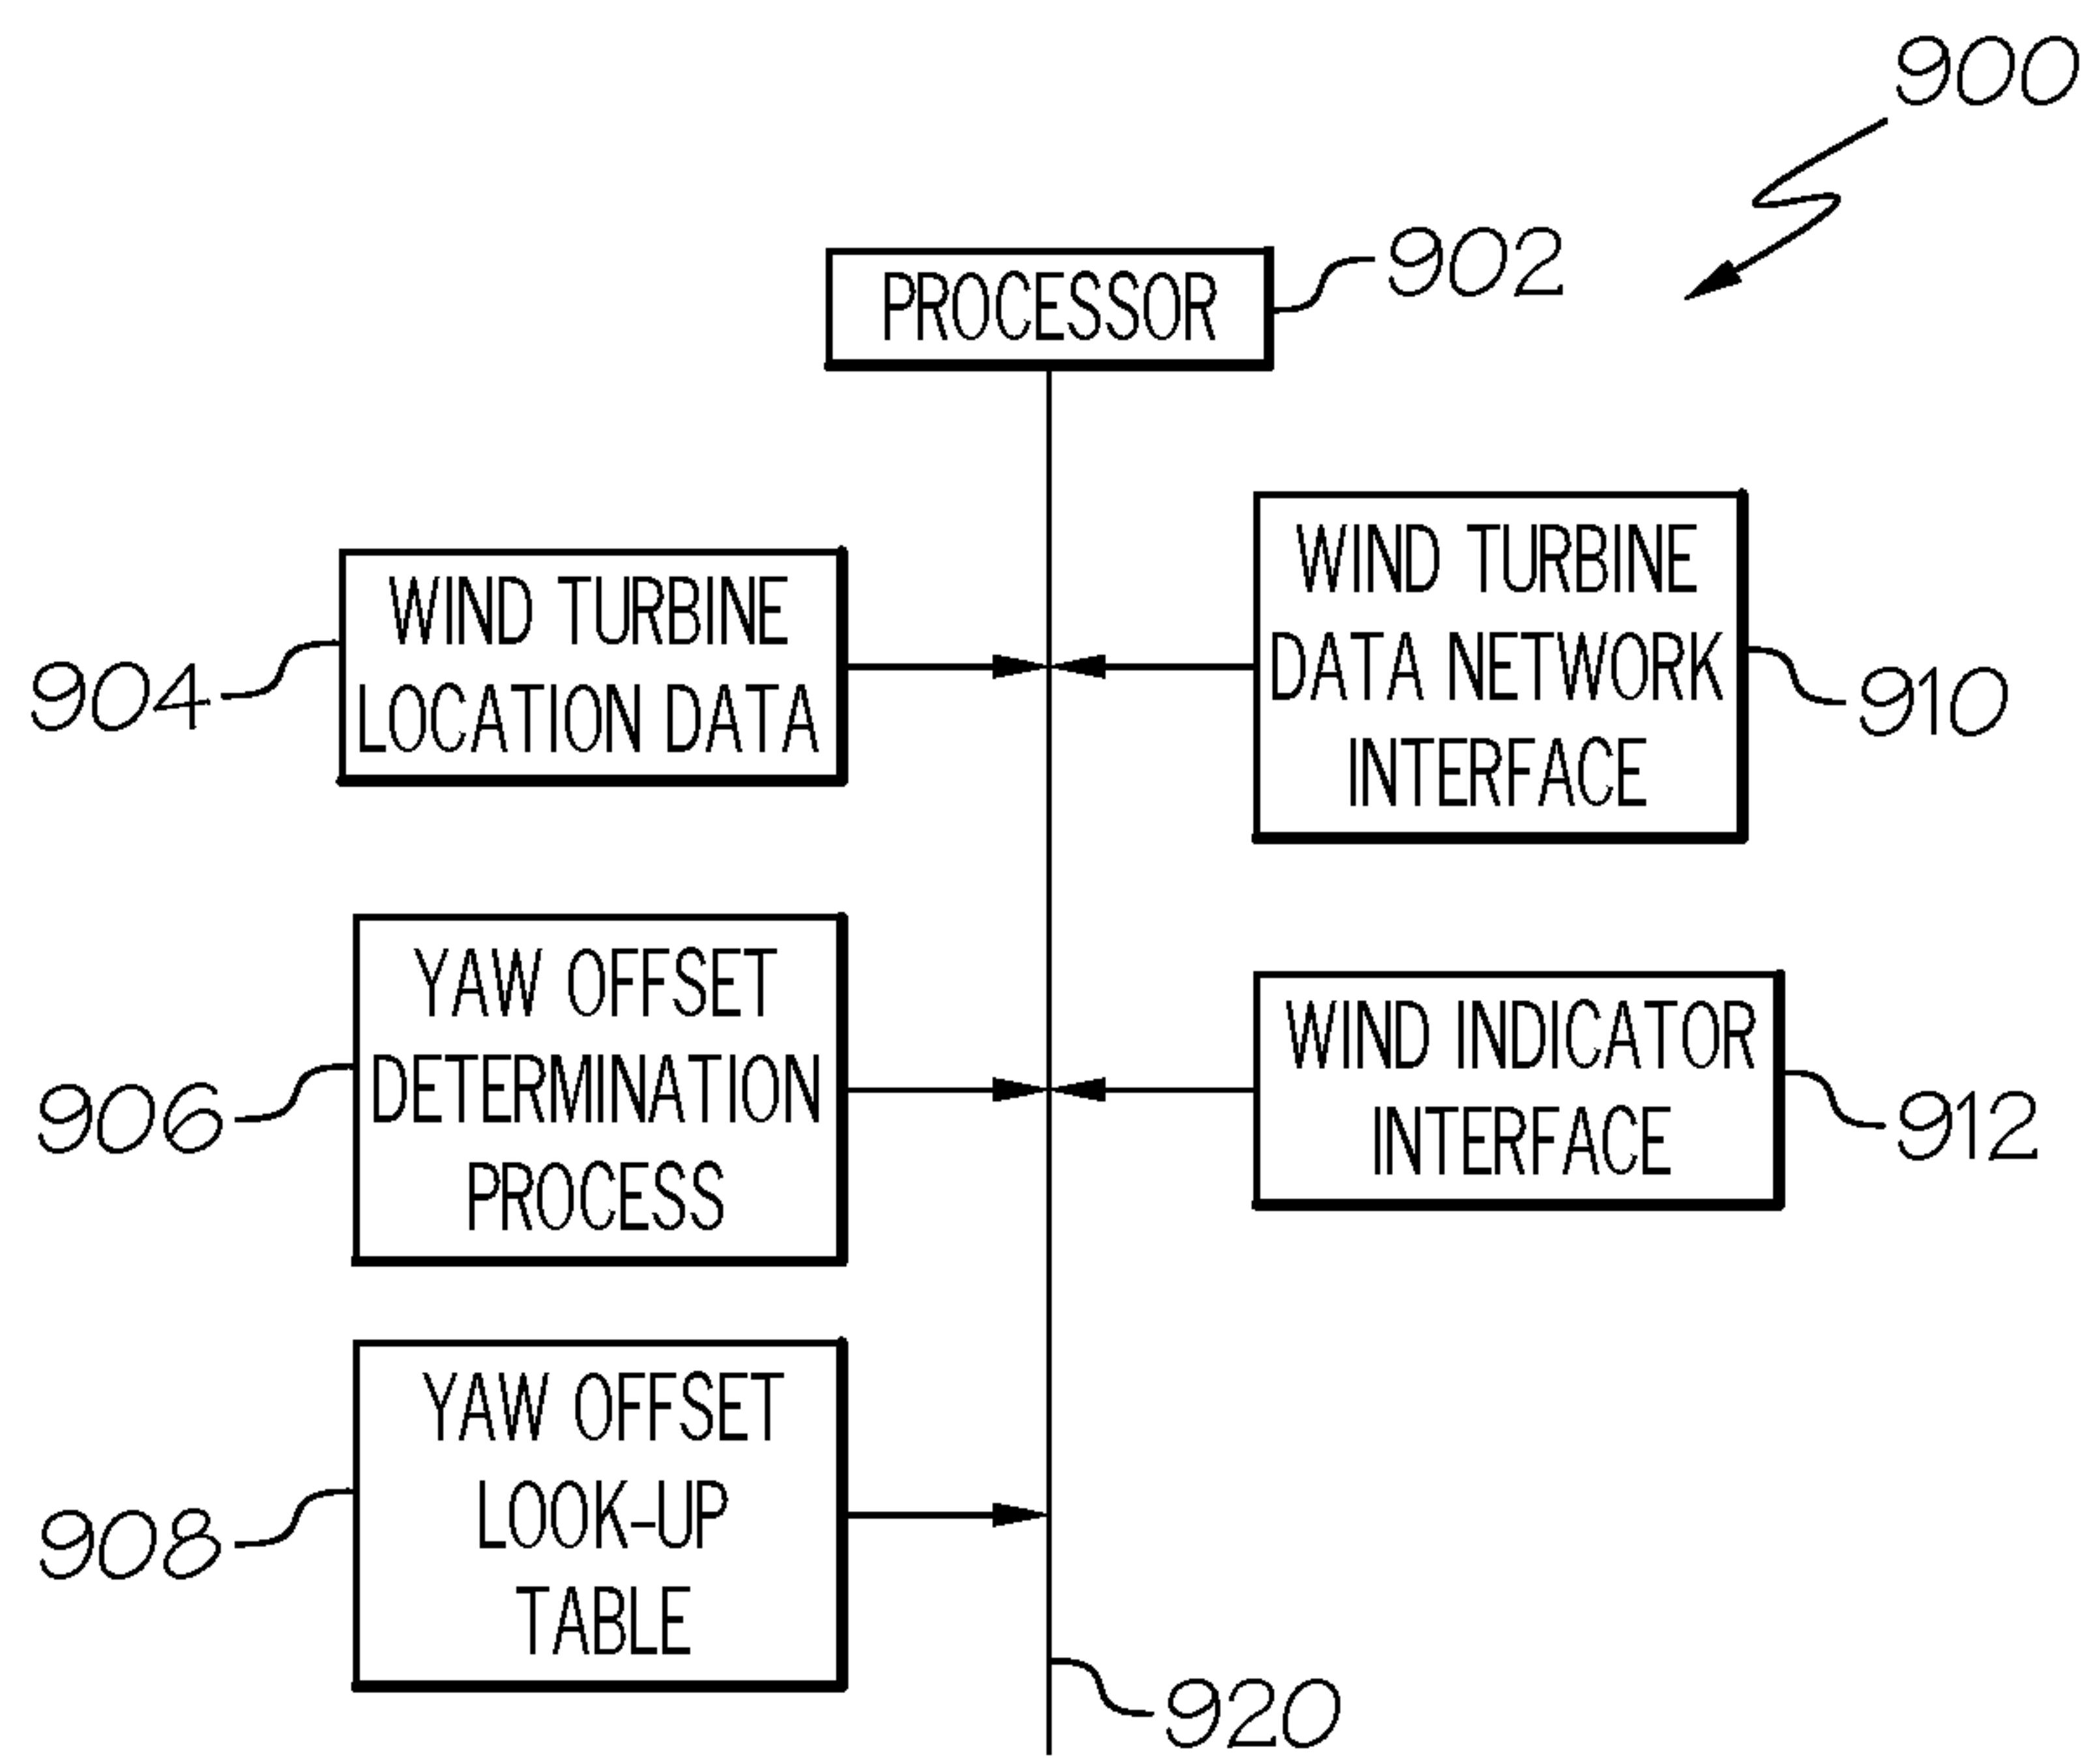 900
PROCESSOR
902
WIND TURBINE
LOCATION DATA
904
WIND TURBINE
DATA NETWORK
INTERFACE
910
YAW OFFSET
DETERMINATION
PROCESS
906
WIND INDICATOR
INTERFACE
912
YAW OFFSET
LOOK-UP
TABLE
908
920